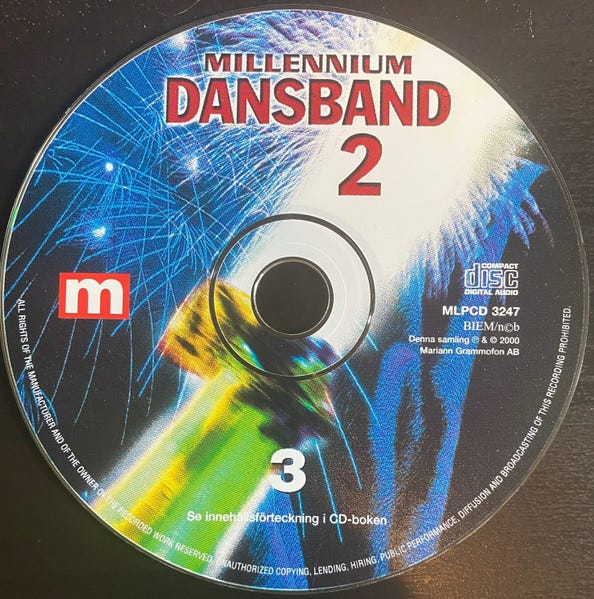 MILLENNIUM
DANSBAND
2
m
COMPACT
disc
DIGITAL AUDIO
MLPCD 3247
BIEM/n©b
Denna samling ℗ & © 2000
Mariann Grammofon AB
3
Se innehållsförteckning i CD-boken
ALL RIGHTS OF THE MANUFACTURER AND OF THE OWNER OF THE RECORDED WORK RESERVED. UNAUTHORIZED COPYING, LENDING, HIRING, PUBLIC PERFORMANCE, DIFFUSION AND BROADCASTING OF THIS RECORDING PROHIBITED.